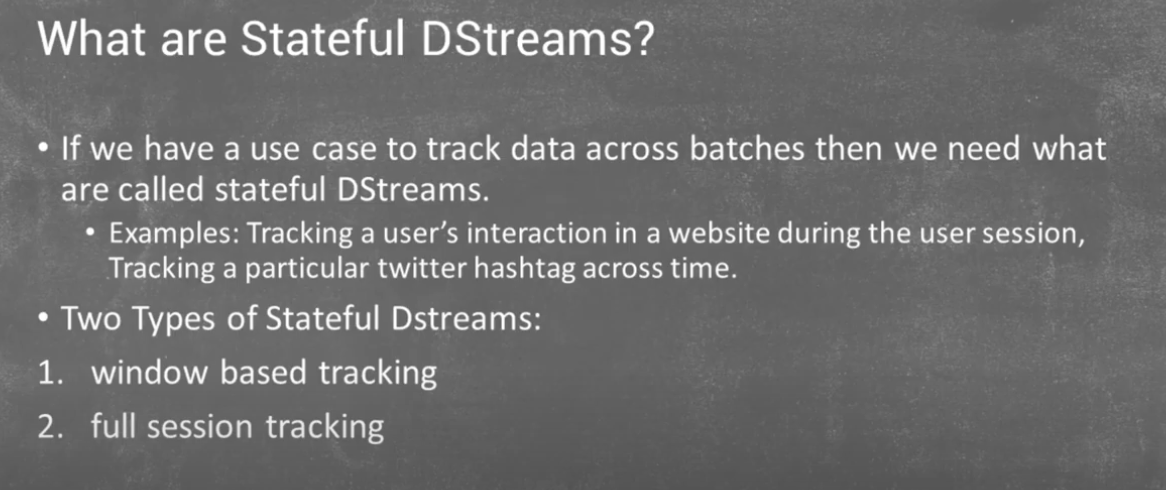 What are Stateful DStreams?
• If we have a use case to track data across batches then we need what
are called stateful DStreams.
• Examples: Tracking a user's interaction in a website during the user session,
Tracking a particular twitter hashtag across time.
• Two Types of Stateful Dstreams:
1. window based tracking
2. full session tracking